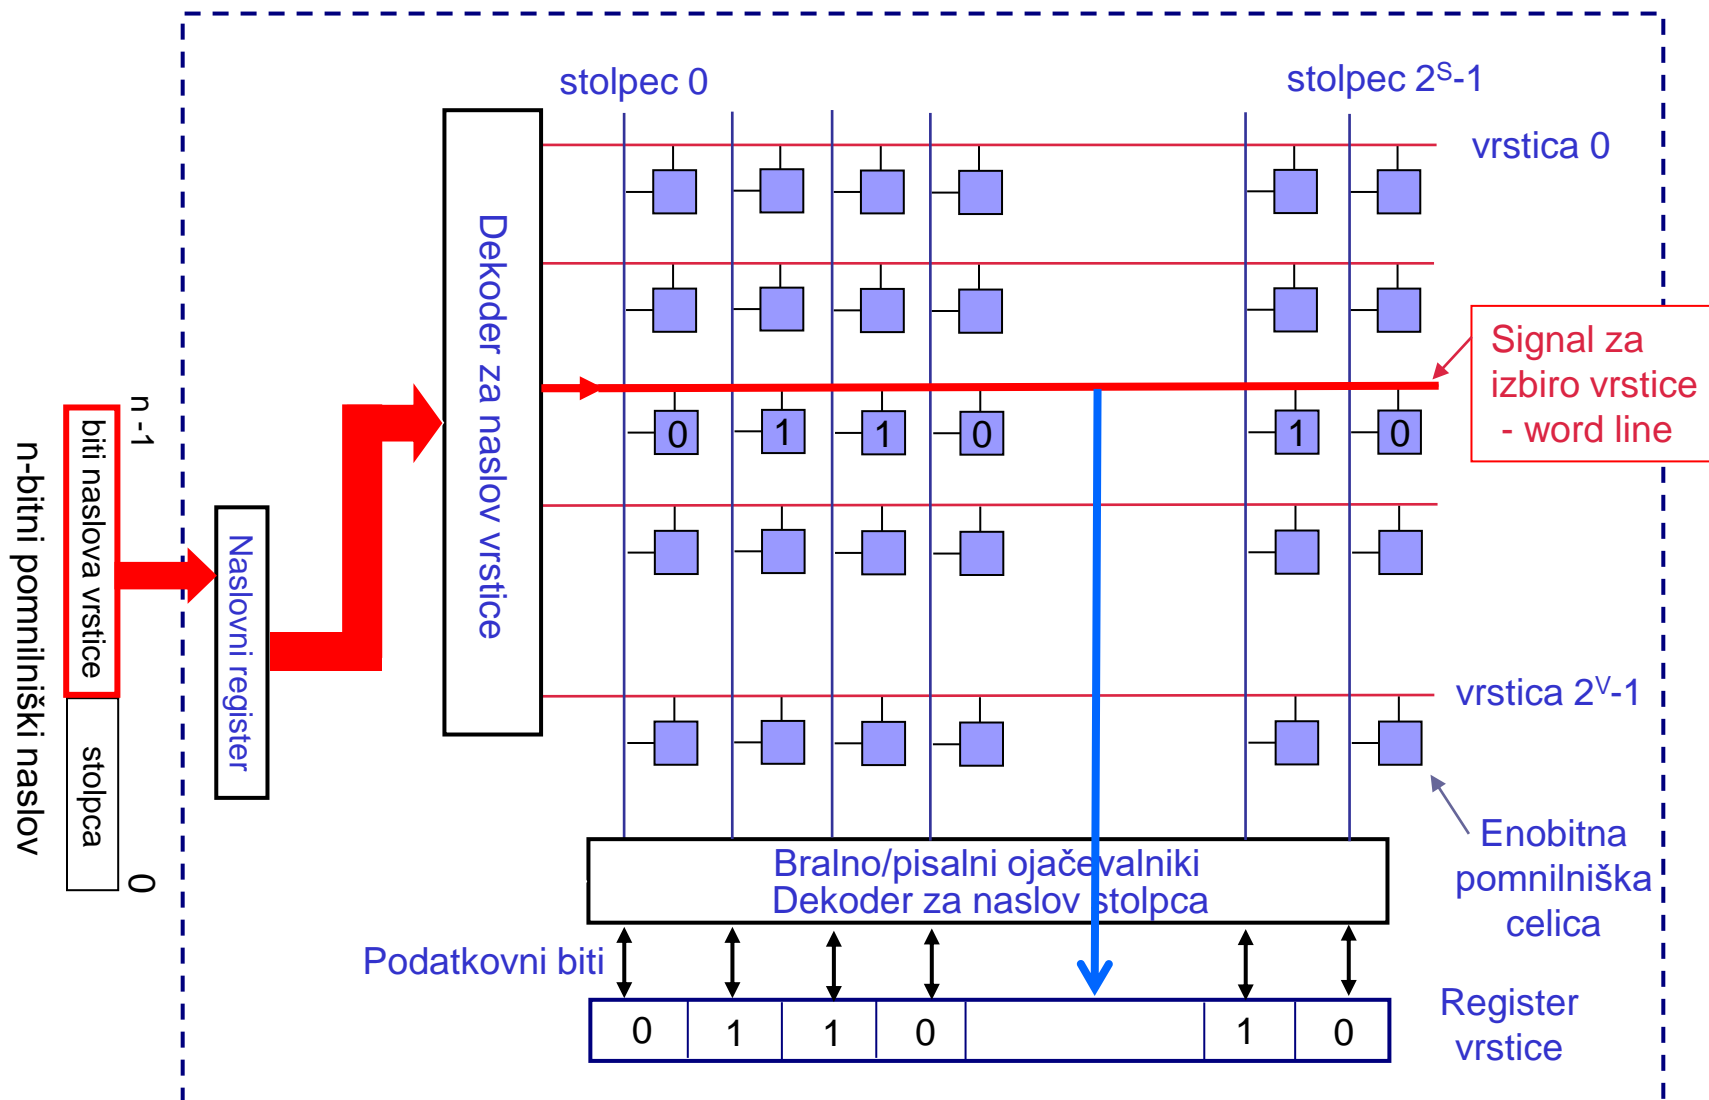 stolpec 0
stolpec 2^S-1
vrstica 0
Dekoder za naslov vrstice
Signal za
izbiro vrstice
- word line
0 1 1 0 1 0
n-bitni pomnilniški naslov
n -1
biti naslova vrstice
stolpca
0
Naslovni register
vrstica 2^V-1
Enobitna
pomnilniška
celica
Bralno/pisalni ojačevalniki
Dekoder za naslov stolpca
Podatkovni biti
0 1 1 0 1 0
Register
vrstice